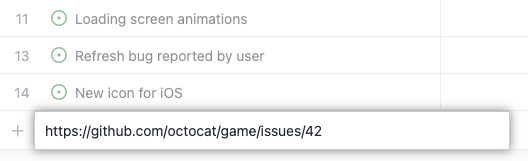 11 Loading screen animations
13 Refresh bug reported by user
14 New icon for iOS
+ https://github.com/octocat/game/issues/42